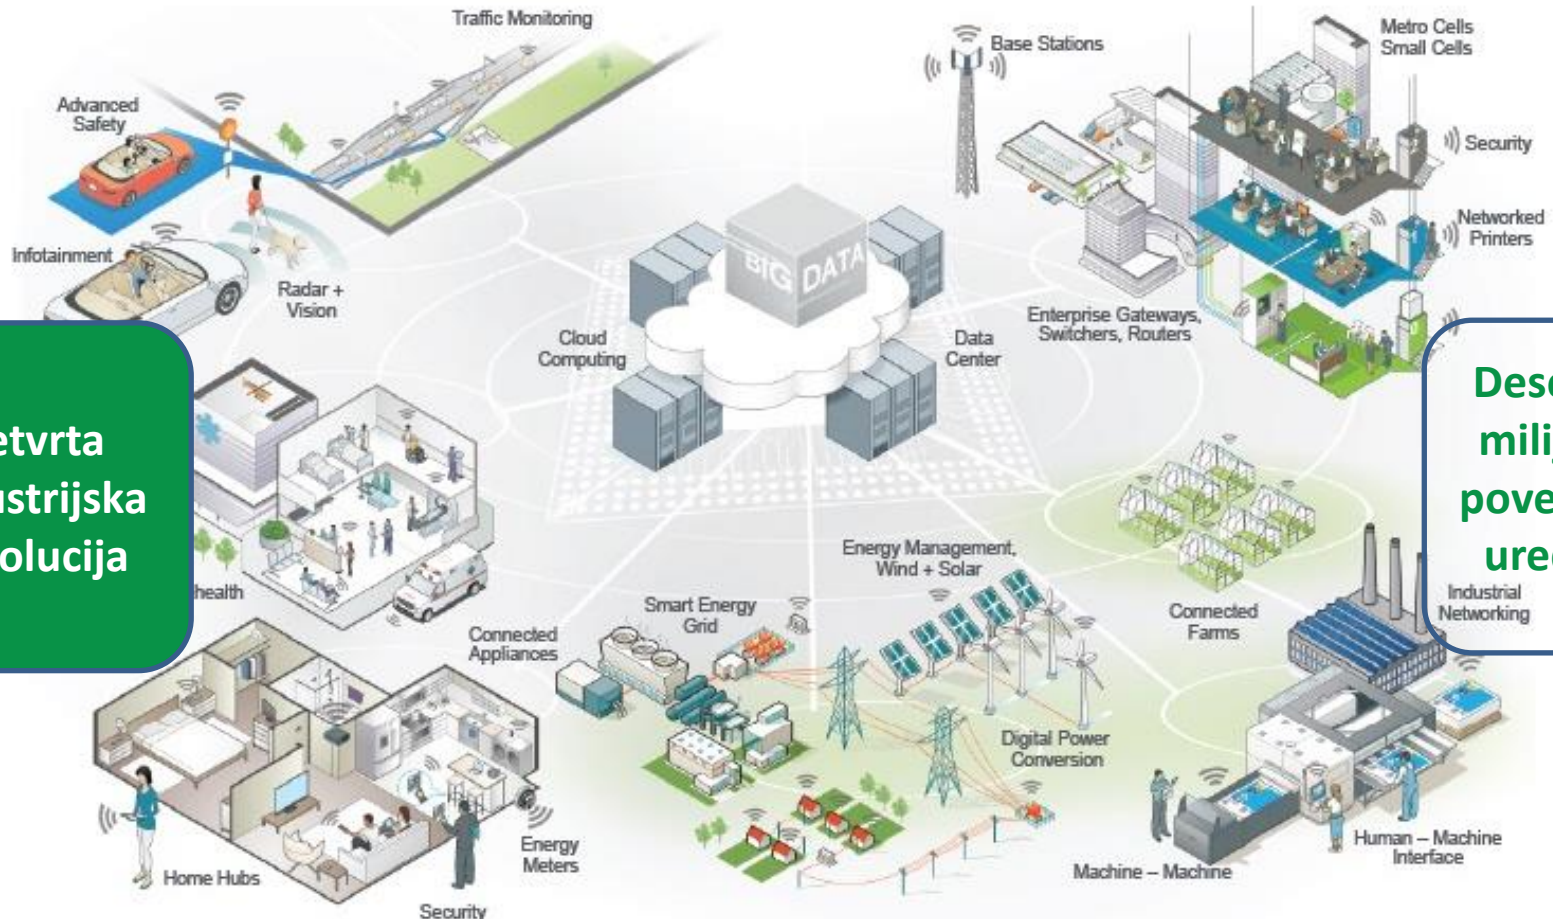 Traffic Monitoring
Advanced
Safety
Infotainment
Radar +
Vision
Base Stations
Metro Cells
Small Cells
Security
Networked
Printers
Enterprise Gateways,
Switchers, Routers
BIG DATA
Cloud
Computing
Data
Center
etvrta
ustrijska
olucija
Dese
milij
pove
ure
health
Energy Management,
Wind + Solar
Smart Energy
Grid
Connected
Appliances
Connected
Farms
Industrial
Networking
Digital Power
Conversion
Home Hubs
Energy
Meters
Security
Machine – Machine
Human – Machine
Interface